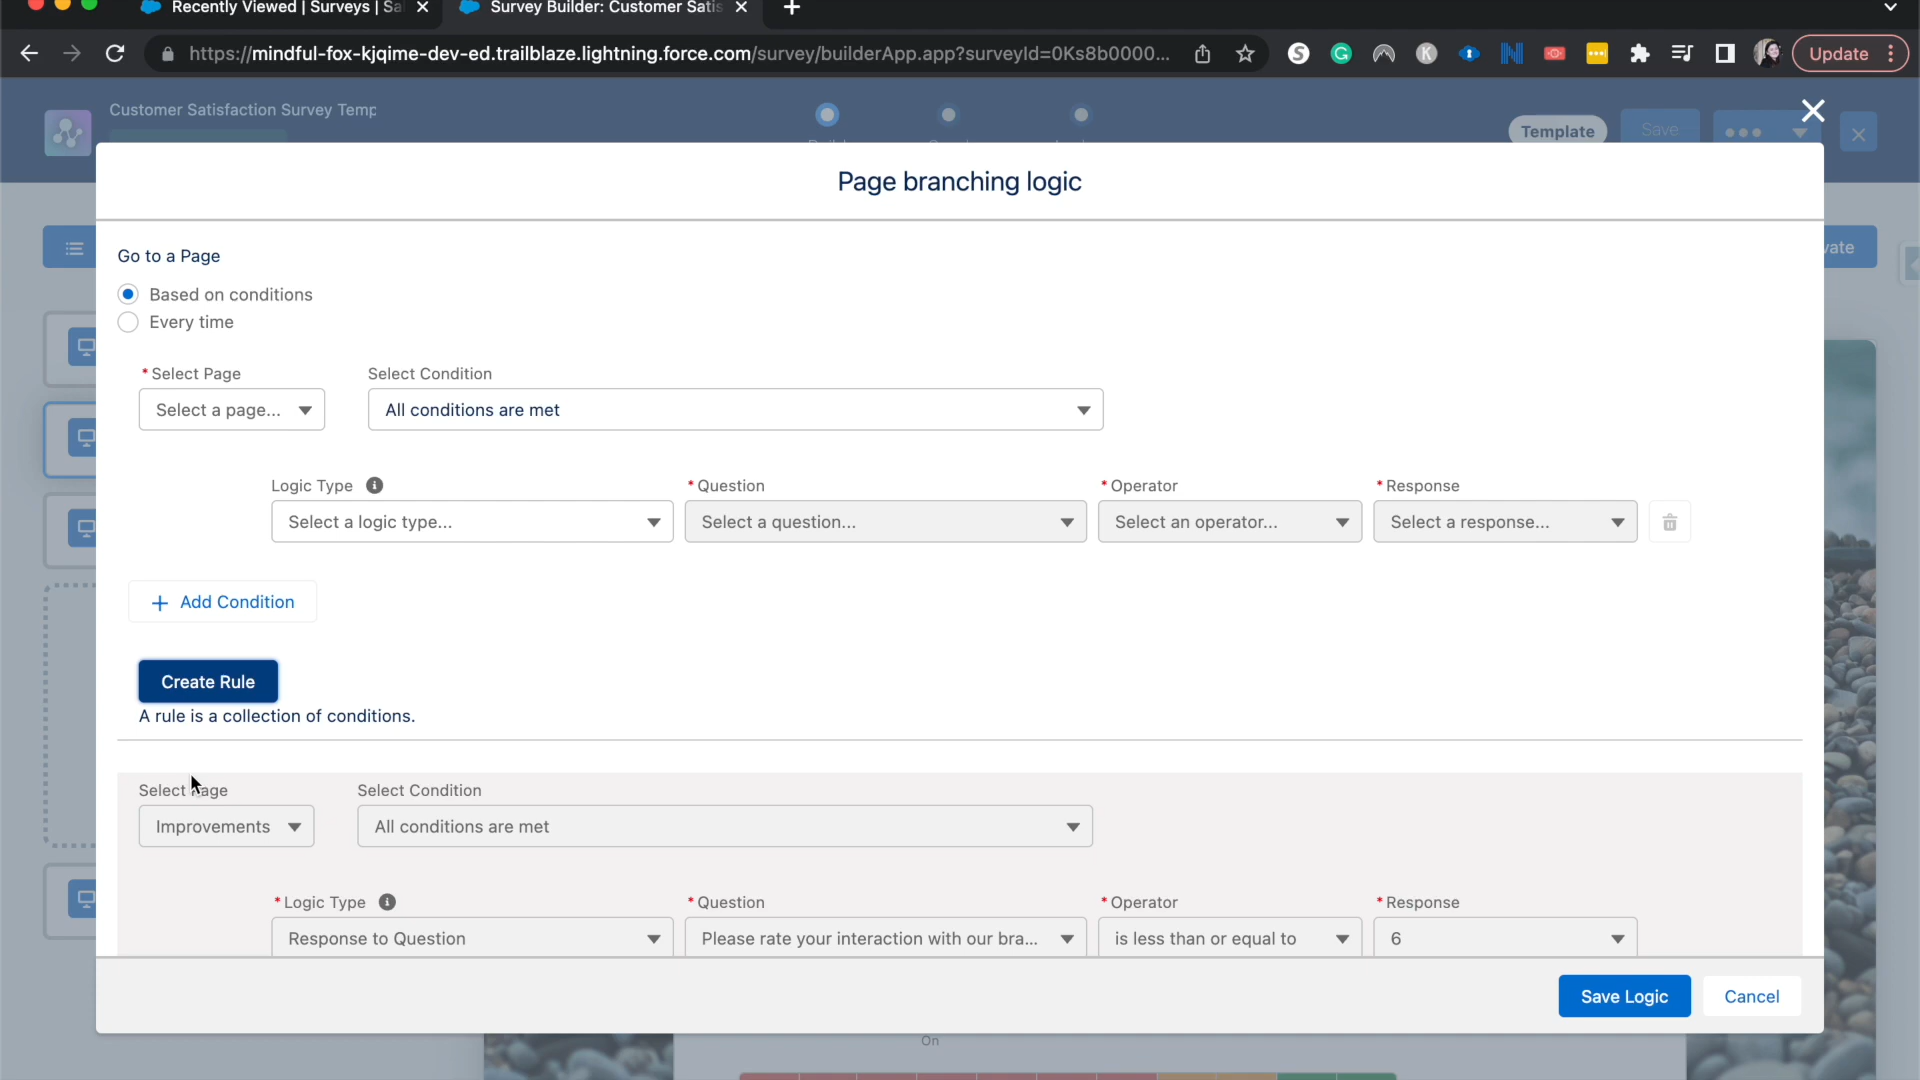 Recently Viewed | Surveys | Sa
Survey Builder: Customer Satis
https://mindful-fox-kjqime-dev-ed.trailblaze.lightning.force.com/survey/builderApp.app?surveyId=0Ks8b0000...
Update
Customer Satisfaction Survey Temp
Template
Save
Page branching logic
vate
Go to a Page
Based on conditions
Every time
* Select Page
Select Condition
Select a page...
All conditions are met
Logic Type
* Question
* Operator
* Response
Select a logic type...
Select a question...
Select an operator...
Select a response...
+ Add Condition
Create Rule
A rule is a collection of conditions.
Select Page
Select Condition
Improvements
All conditions are met
* Logic Type
* Question
* Operator
* Response
Response to Question
Please rate your interaction with our bra...
is less than or equal to
6
Save Logic
Cancel
On